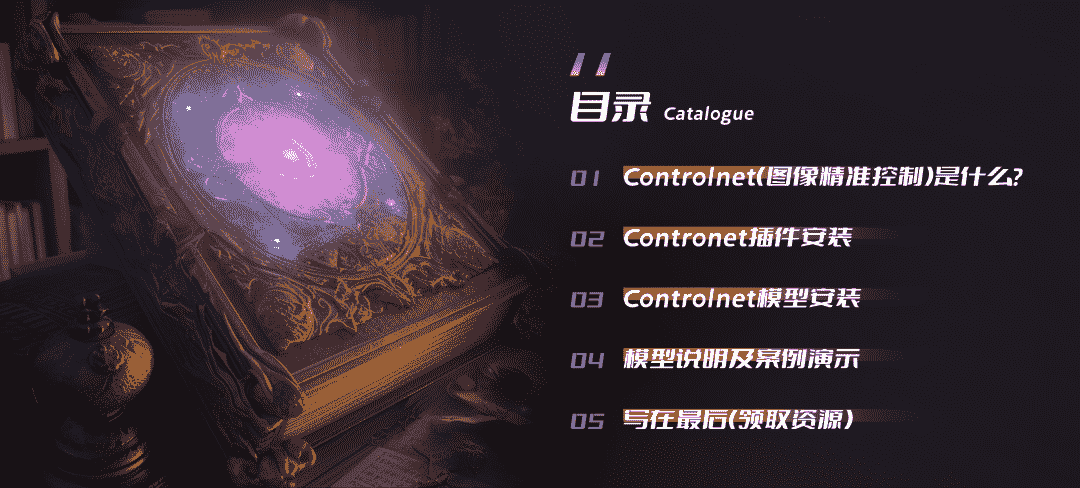 目录 Catalogue
01 Controlnet(图像精准控制)是什么?
02 Contronet插件安装
03 Controlnet模型安装
04 模型说明及案例演示
05 写在最后(领取资源)